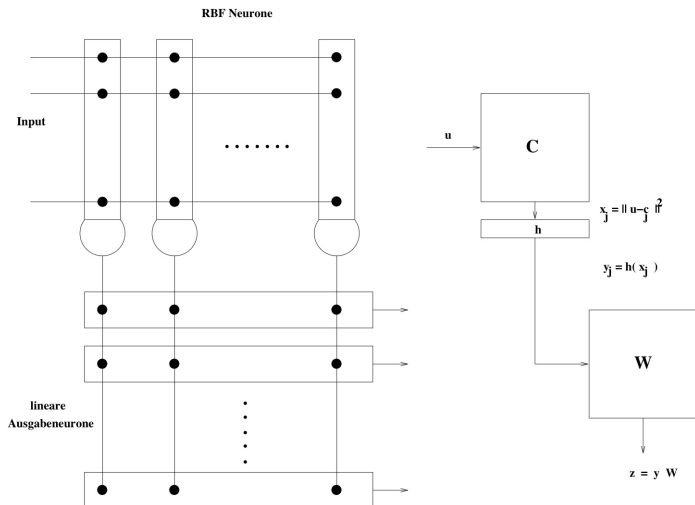 RBF Neurone
Input
lineare
Ausgabeneurone
u
C
x_j = || u−c_j ||^2
h
y_j = h( x_j )
W
z = y W